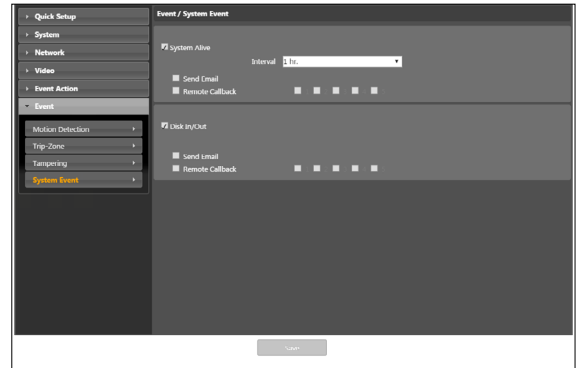 Quick Setup
System
Network
Video
Event Action
Event
Motion Detection
Trip-Zone
Tampering
System Event
Event / System Event
System Alive
Interval 1 hr.
Send Email
Remote Callback
Disk In/Out
Send Email
Remote Callback
Save